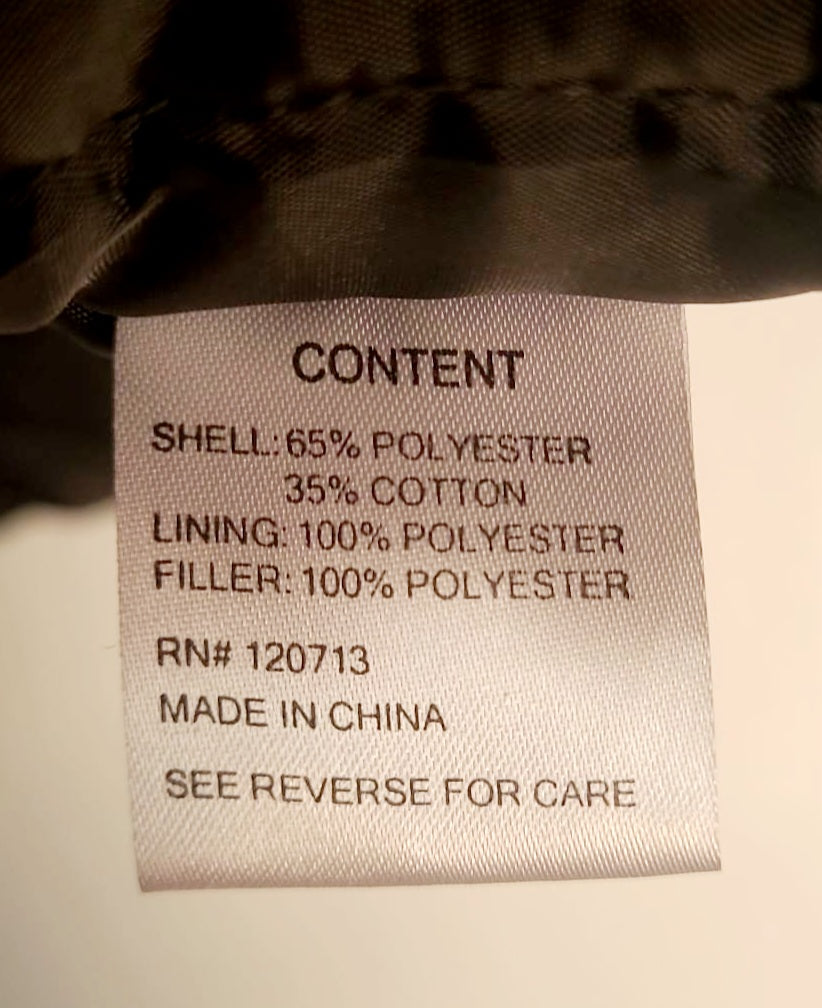 CONTENT
SHELL: 65% POLYESTER
35% COTTON
LINING: 100% POLYESTER
FILLER: 100% POLYESTER
RN# 120713
MADE IN CHINA
SEE REVERSE FOR CARE